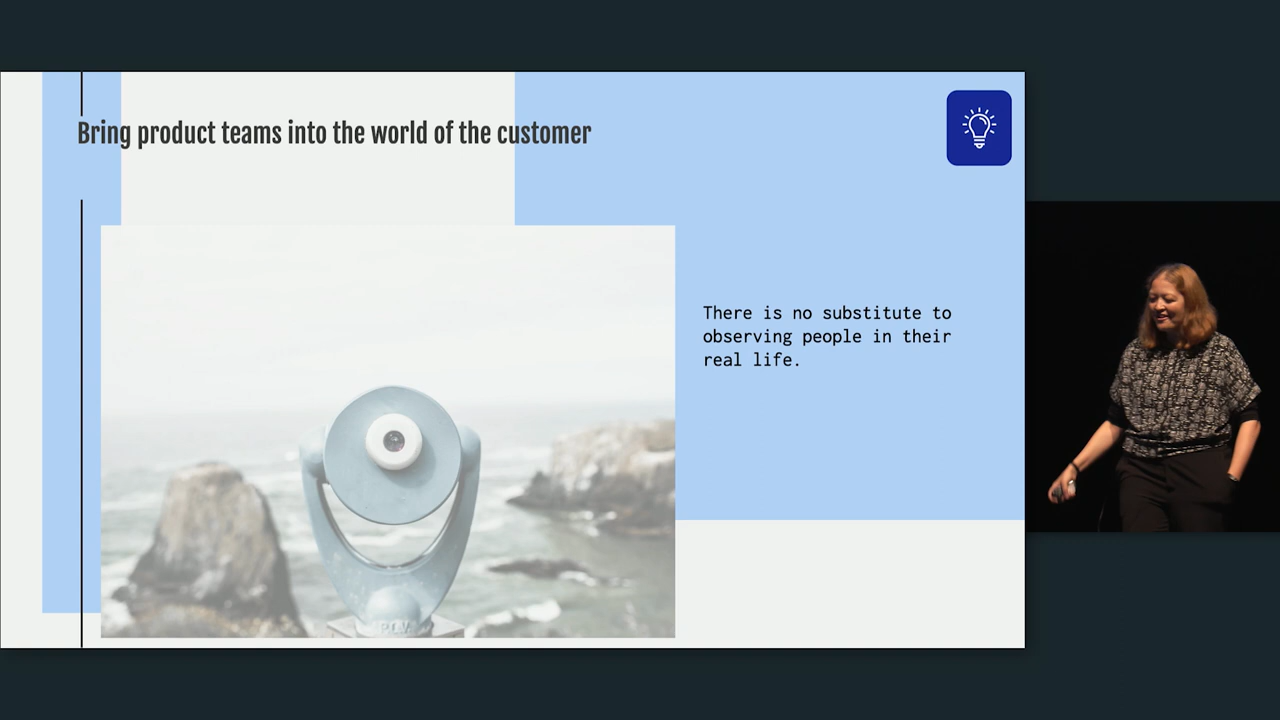 Bring product teams into the world of the customer
There is no substitute to
observing people in their
real life.